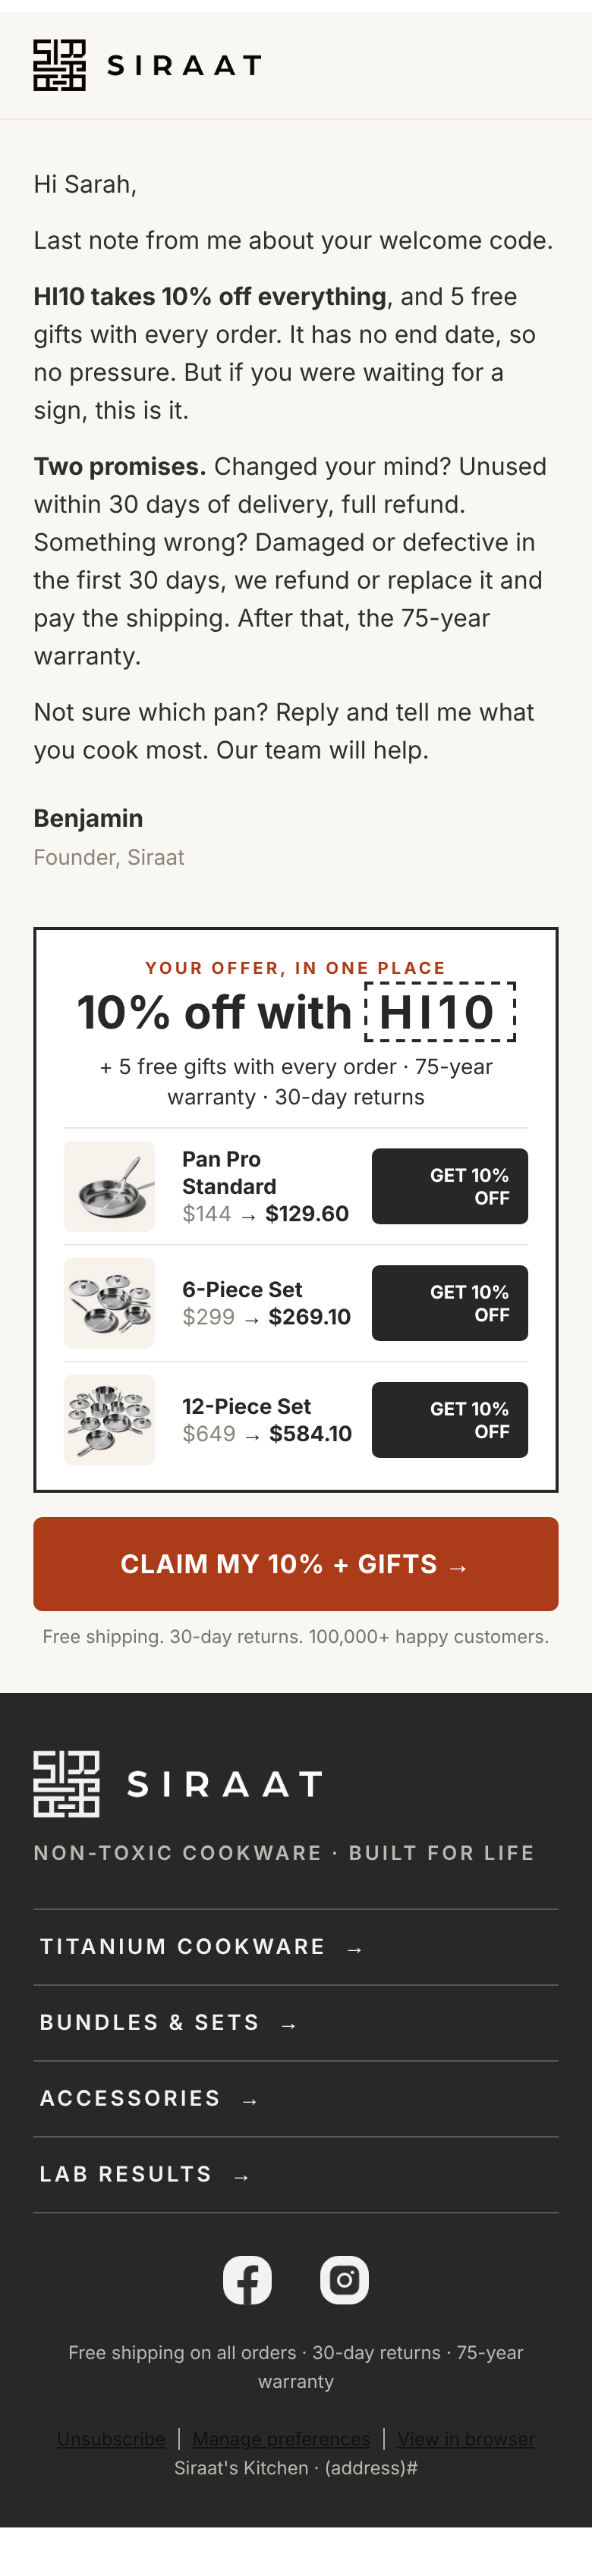 SIRAAT
Hi Sarah,
Last note from me about your welcome code.
HI10 takes 10% off everything, and 5 free
gifts with every order. It has no end date, so
no pressure. But if you were waiting for a
sign, this is it.
Two promises. Changed your mind? Unused
within 30 days of delivery, full refund.
Something wrong? Damaged or defective in
the first 30 days, we refund or replace it and
pay the shipping. After that, the 75-year
warranty.
Not sure which pan? Reply and tell me what
you cook most. Our team will help.
Benjamin
Founder, Siraat
YOUR OFFER, IN ONE PLACE
10% off with HI10
+ 5 free gifts with every order · 75-year
warranty · 30-day returns
Pan Pro
Standard
$144 → $129.60
GET 10%
OFF
6-Piece Set
$299 → $269.10
GET 10%
OFF
12-Piece Set
$649 → $584.10
GET 10%
OFF
CLAIM MY 10% + GIFTS →
Free shipping. 30-day returns. 100,000+ happy customers.
SIRAAT
NON-TOXIC COOKWARE · BUILT FOR LIFE
TITANIUM COOKWARE →
BUNDLES & SETS →
ACCESSORIES →
LAB RESULTS →
Free shipping on all orders · 30-day returns · 75-year
warranty
Unsubscribe | Manage preferences | View in browser
Siraat's Kitchen · (address)#